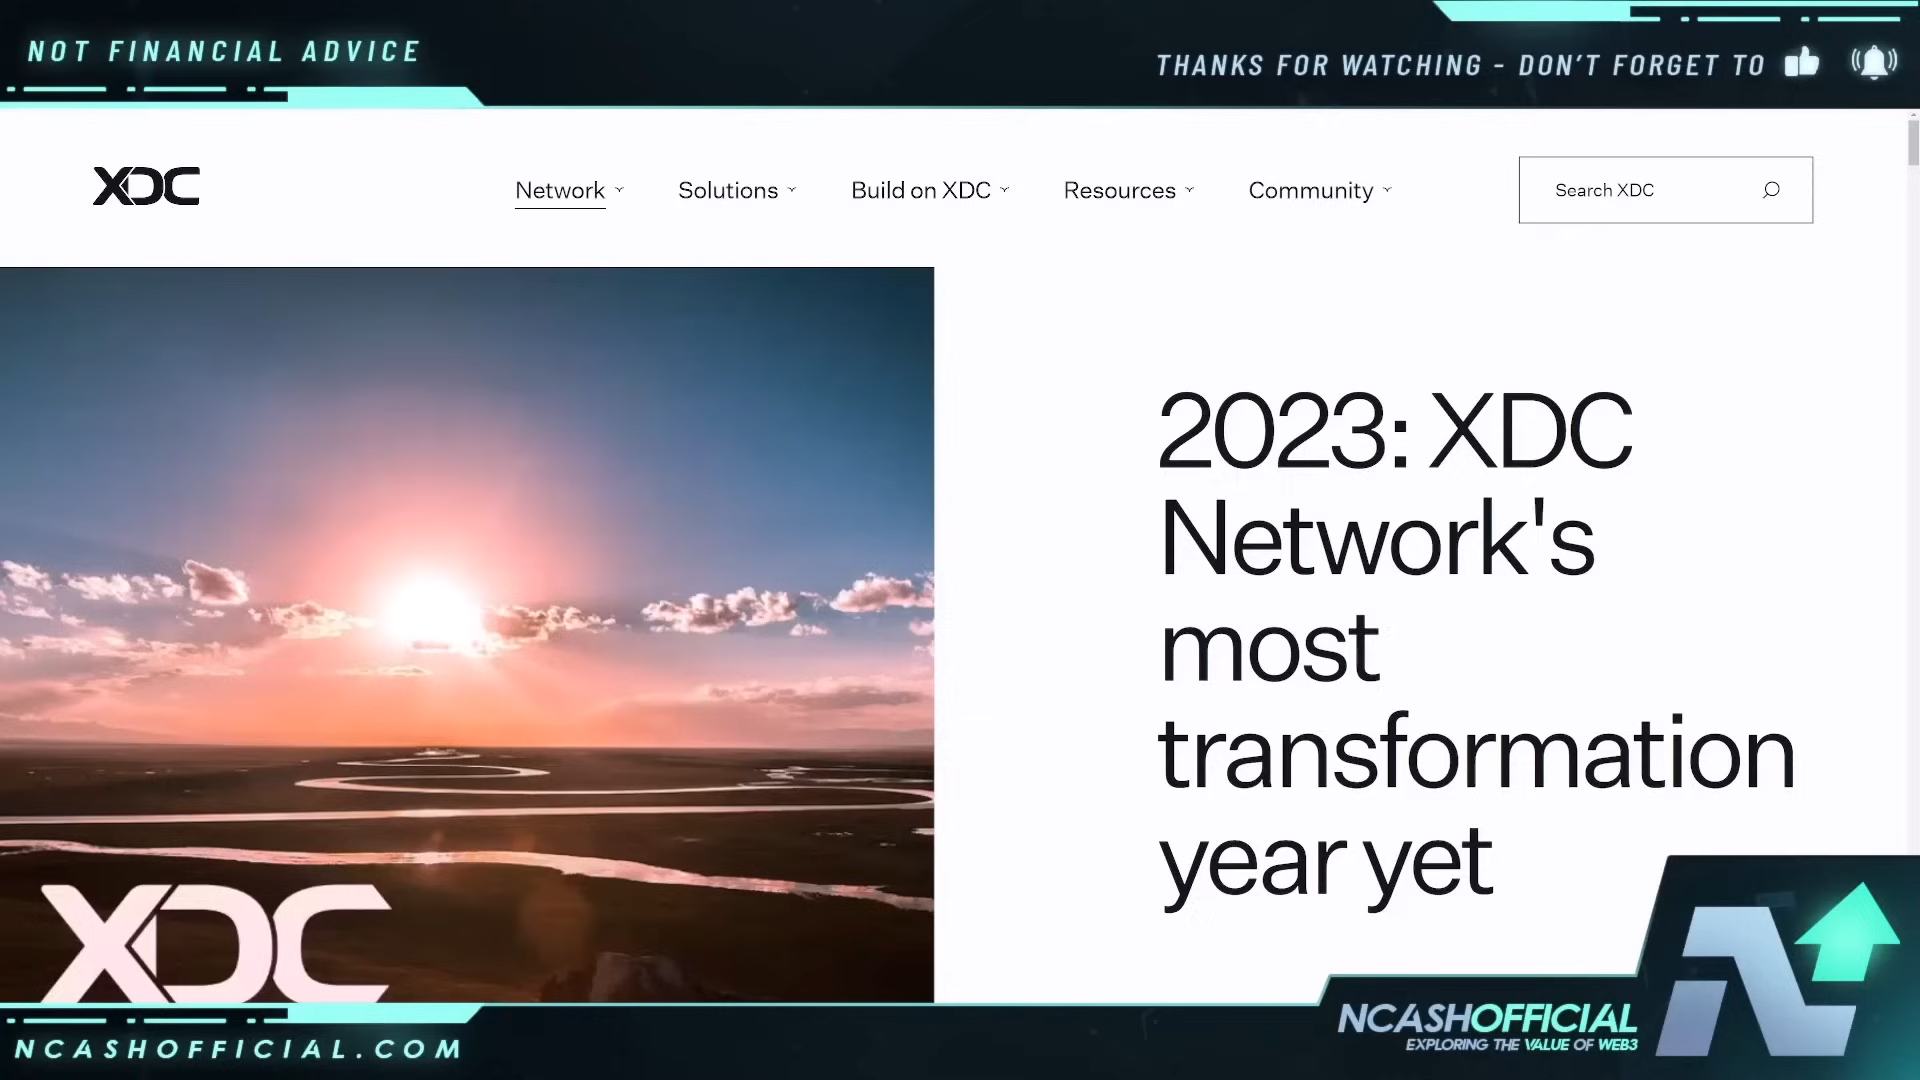 NOT FINANCIAL ADVICE
THANKS FOR WATCHING - DON'T FORGET TO
XDC
Network
Solutions
Build on XDC
Resources
Community
Search XDC
2023: XDC
Network's
most
transformation
year yet
XDC
NCASHOFFICIAL.COM
NCASHOFFICIAL
EXPLORING THE VALUE OF WEB3